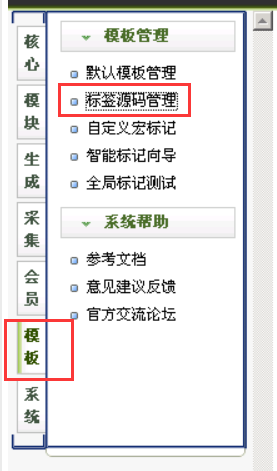 核心
模块
生成
采集
会员
模板
系统
模板管理
默认模板管理
标签源码管理
自定义宏标记
智能标记向导
全局标记测试
系统帮助
参考文档
意见建议反馈
官方交流论坛